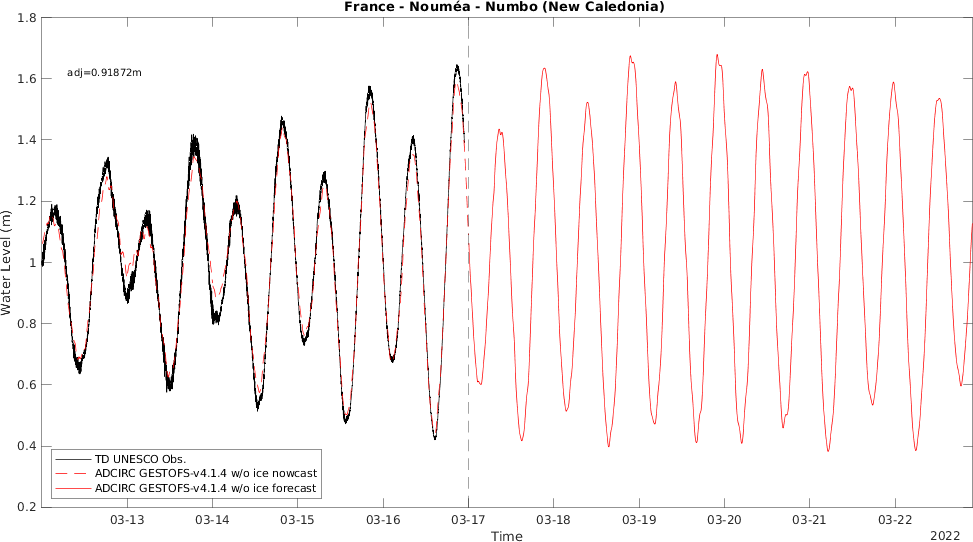 France - Nouméa - Numbo (New Caledonia)
1.8
1.6
1.4
1.2
1
0.8
0.6
0.4
0.2
Water Level (m)
adj=0.91872m
TD UNESCO Obs.
ADCIRC GESTOFS-v4.1.4 w/o ice nowcast
ADCIRC GESTOFS-v4.1.4 w/o ice forecast
03-13 03-14 03-15 03-16 03-17 03-18 03-19 03-20 03-21 03-22
Time
2022